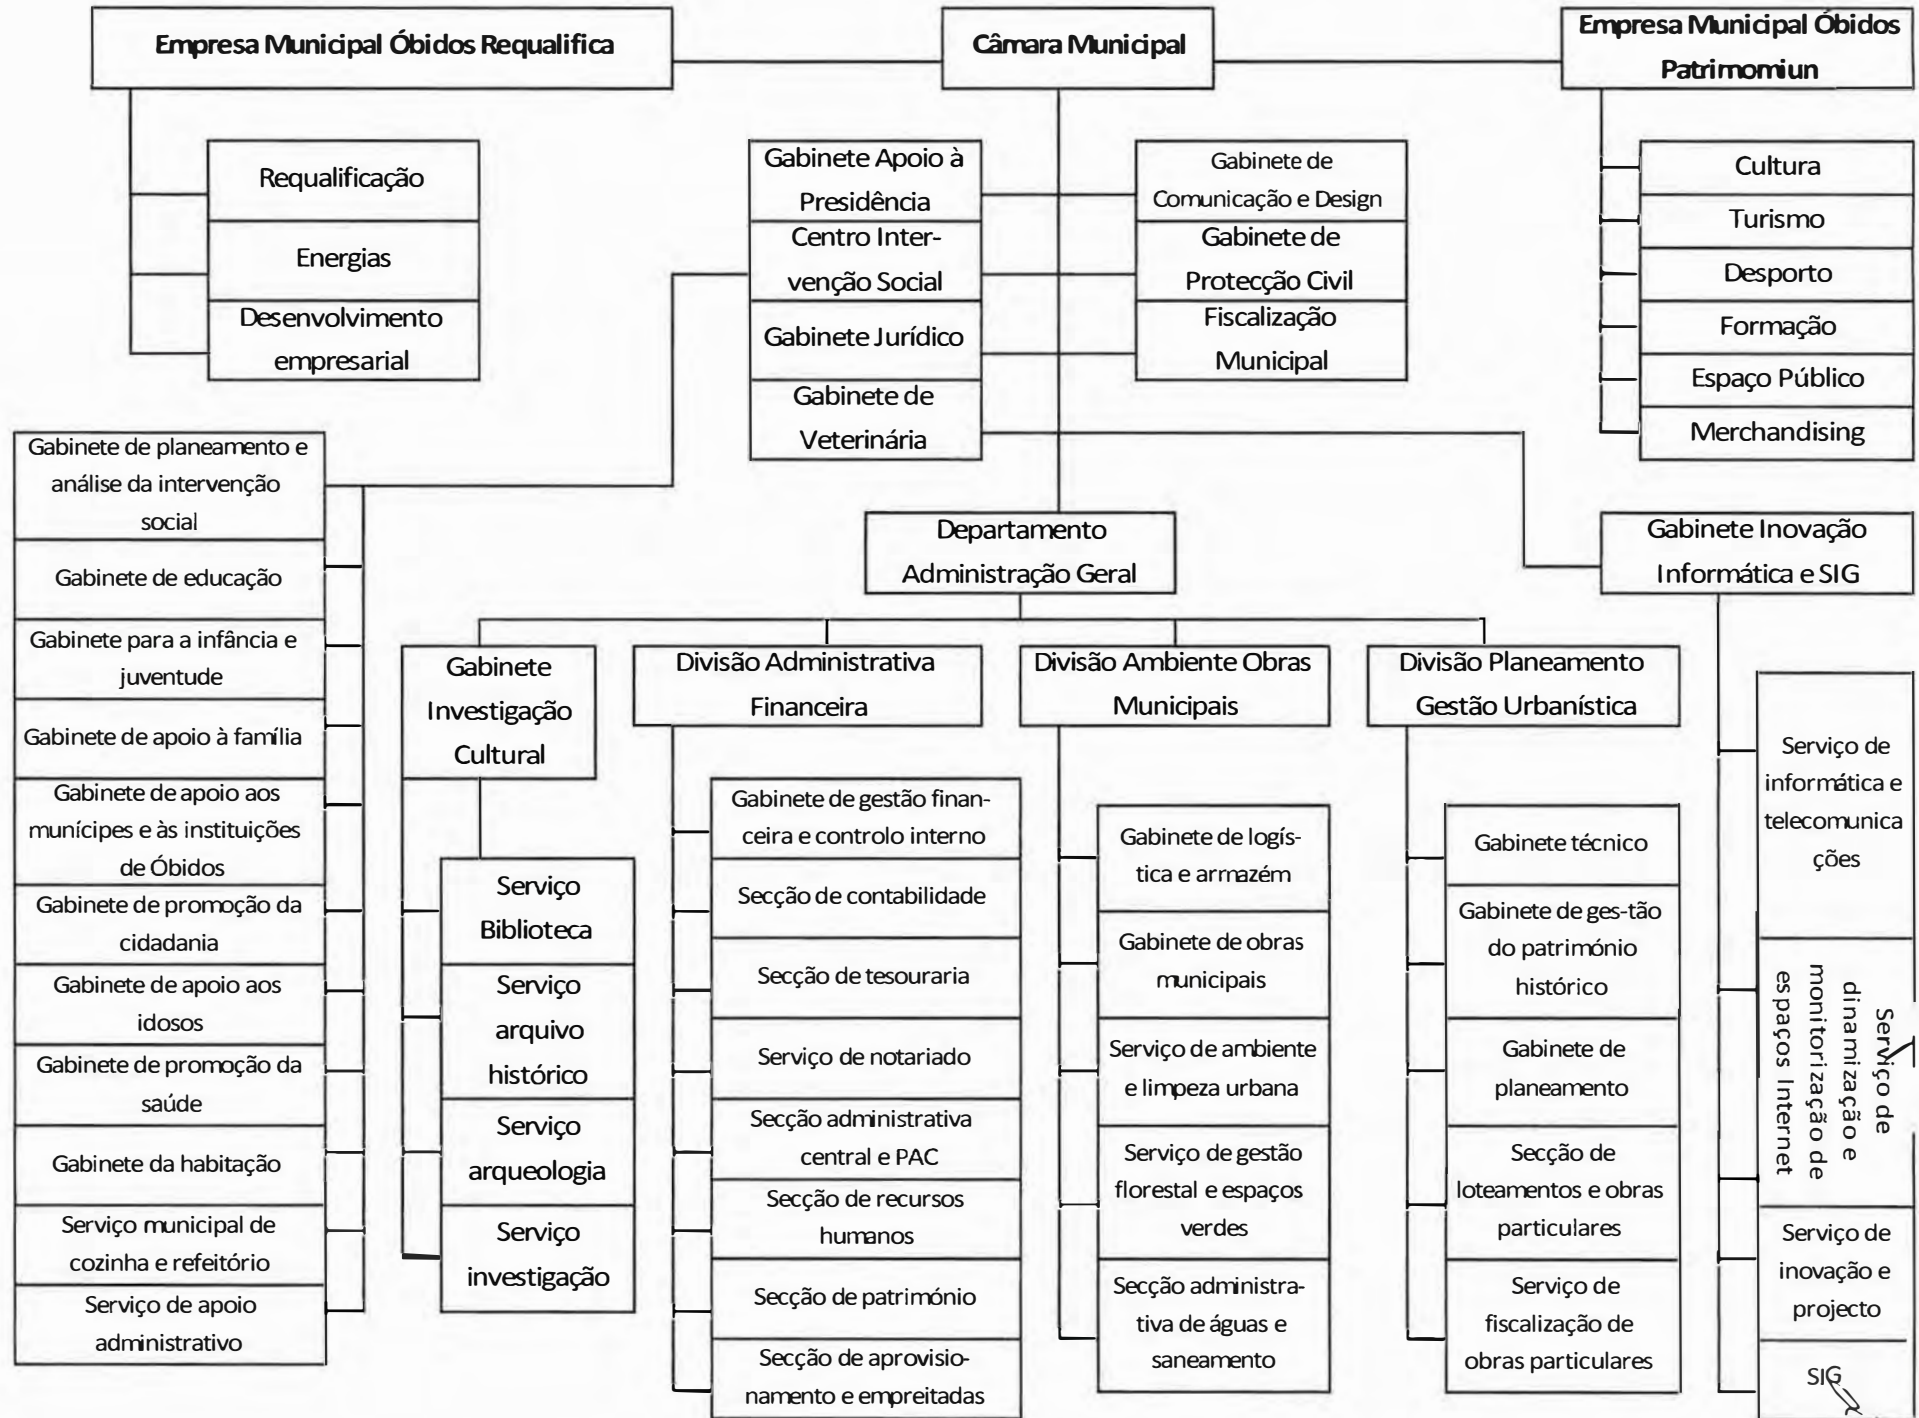 Empresa Municipal Óbidos Requalifica
Câmara Municipal
Empresa Municipal Óbidos
Patrimomiun
Requalificação
Energias
Desenvolvimento
empresarial
Gabinete Apoio à
Presidência
Centro Inter-
venção Social
Gabinete Jurídico
Gabinete de
Veterinária
Gabinete de
Comunicação e Design
Gabinete de
Protecção Civil
Fiscalização
Municipal
Cultura
Turismo
Desporto
Formação
Espaço Público
Merchandising
Gabinete de planeamento e
análise da intervenção
social
Gabinete de educação
Gabinete para a infância e
juventude
Gabinete de apoio à família
Gabinete de apoio aos
munícipes e às instituições
de Óbidos
Gabinete de promoção da
cidadania
Gabinete de apoio aos
idosos
Gabinete de promoção da
saúde
Gabinete da habitação
Serviço municipal de
cozinha e refeitório
Serviço de apoio
administrativo
Departamento
Administração Geral
Gabinete Inovação
Informática e SIG
Gabinete
Investigação
Cultural
Serviço
Biblioteca
Serviço
arquivo
histórico
Serviço
arqueologia
Serviço
investigação
Divisão Administrativa
Financeira
Gabinete de gestão finan-
ceira e controlo interno
Secção de contabilidade
Secção de tesouraria
Serviço de notariado
Secção administrativa
central e PAC
Secção de recursos
humanos
Secção de património
Secção de aprovisio-
namento e empreitadas
Divisão Ambiente Obras
Municipais
Gabinete de logís-
tica e armazém
Gabinete de obras
municipais
Serviço de ambiente
e limpeza urbana
Serviço de gestão
florestal e espaços
verdes
Secção administra-
tiva de águas e
saneamento
Divisão Planeamento
Gestão Urbanística
Gabinete técnico
Gabinete de ges-tão
do património
histórico
Gabinete de
planeamento
Secção de
loteamentos e obras
particulares
Serviço de
fiscalização de
obras particulares
Serviço de
informática e
telecomunica
ções
Serviço de
dinamização e
monitorização de
espaços Internet
Serviço de
inovação e
projecto
SIG